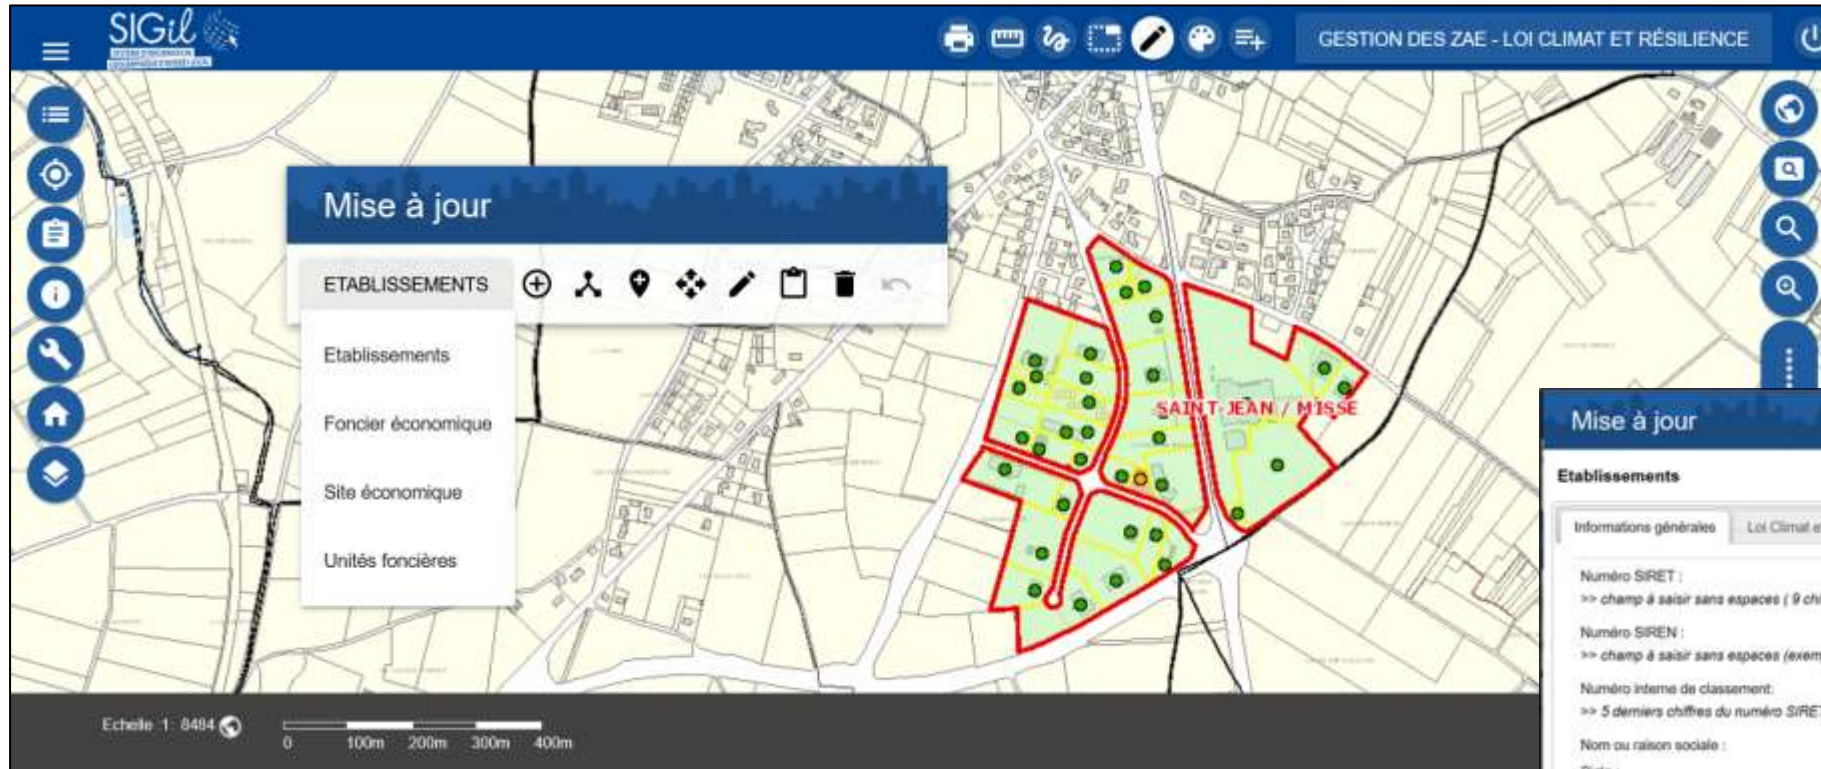 SIGil
GESTION DES ZAE - LOI CLIMAT ET RÉSILIENCE
Mise à jour
ETABLISSEMENTS
Etablissements
Foncier économique
Site économique
Unités foncières
SAINT-JEAN / MISSE
Echelle 1: 8484
0 100m 200m 300m 400m
Mise à jour
Etablissements
Informations générales
Loi Climat e
Numéro SIRET :
>> champ à saisir sans espaces ( 9 chi
Numéro SIREN :
>> champ à saisir sans espaces (exem
Numéro interne de classement:
>> 5 derniers chiffres du numéro SIRET
Nom ou raison sociale :